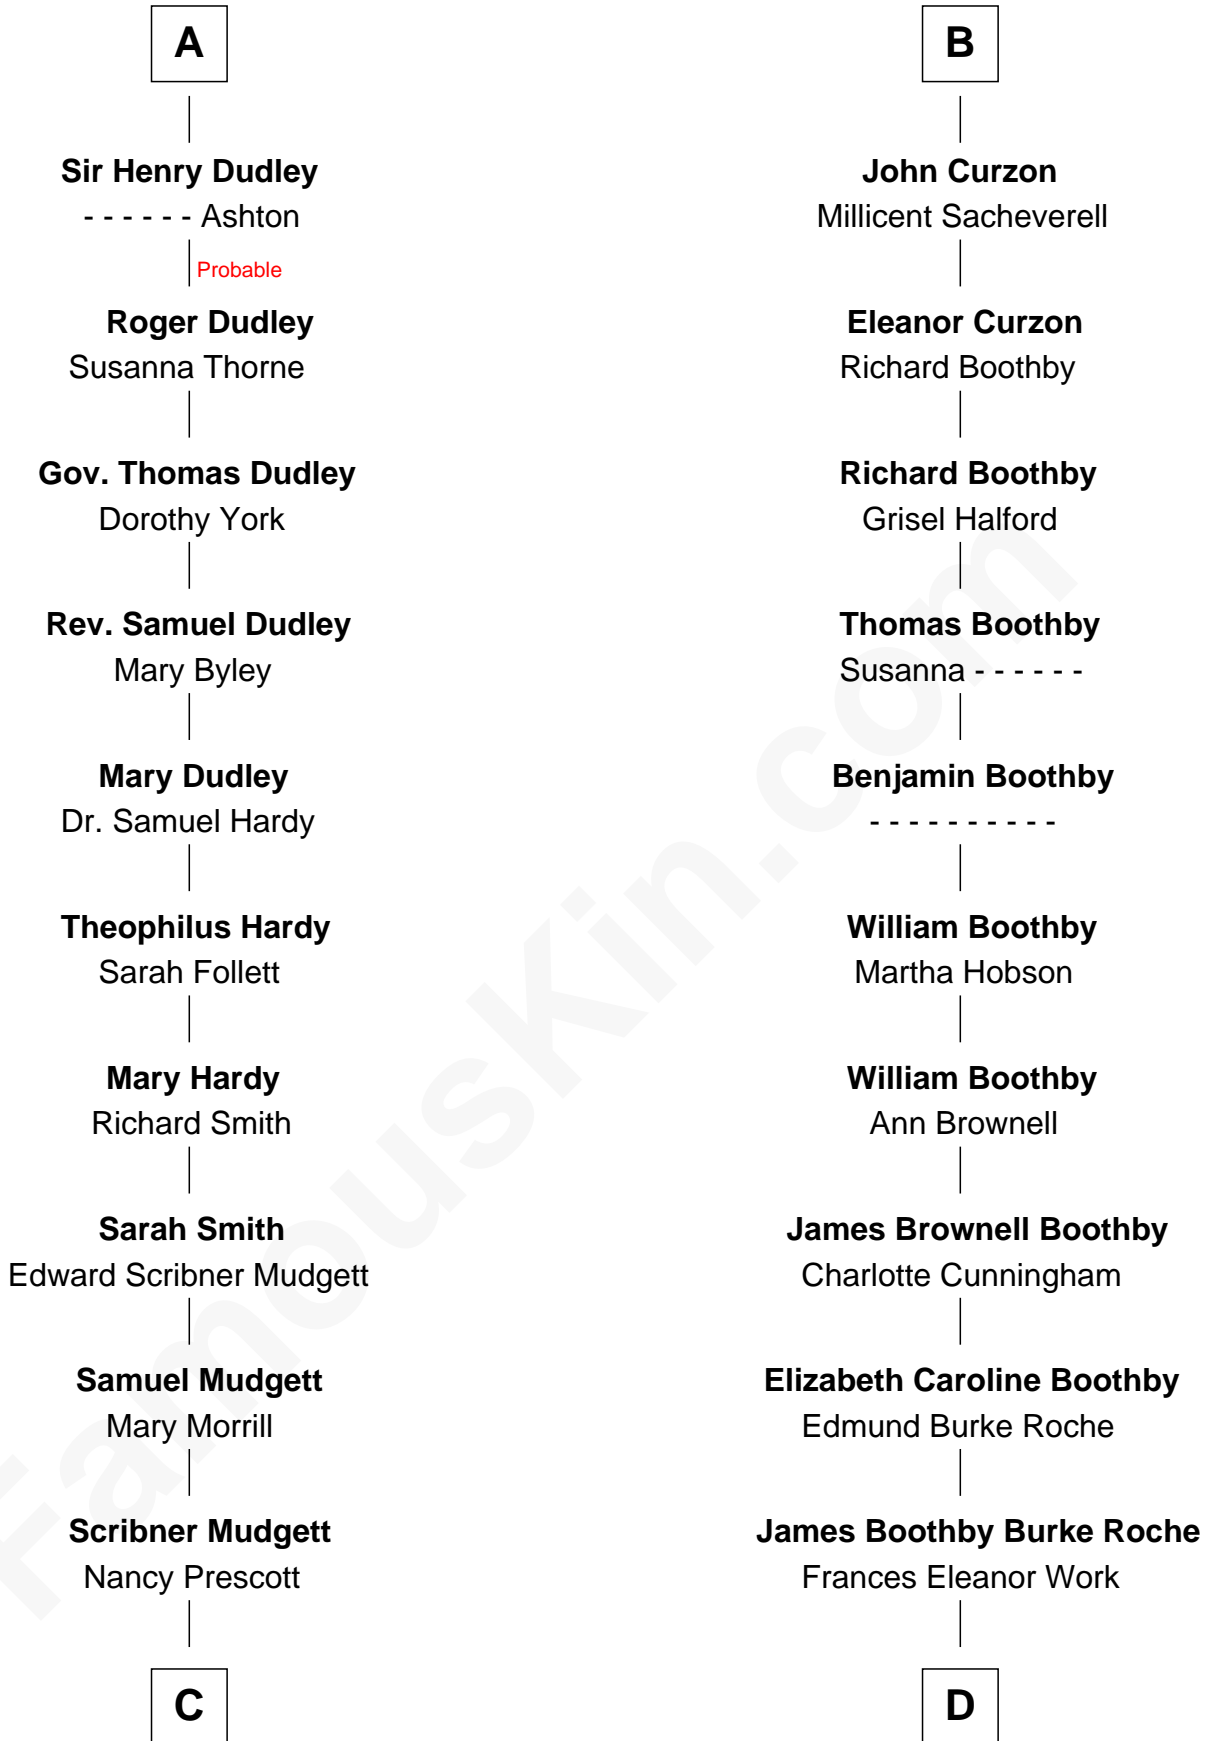 A
Sir Henry Dudley
- - - - - - Ashton
Probable
Roger Dudley
Susanna Thorne
Gov. Thomas Dudley
Dorothy York
Rev. Samuel Dudley
Mary Byley
Mary Dudley
Dr. Samuel Hardy
Theophilus Hardy
Sarah Follett
Mary Hardy
Richard Smith
Sarah Smith
Edward Scribner Mudgett
Samuel Mudgett
Mary Morrill
Scribner Mudgett
Nancy Prescott
C
B
John Curzon
Millicent Sacheverell
Eleanor Curzon
Richard Boothby
Richard Boothby
Grisel Halford
Thomas Boothby
Susanna - - - - - -
Benjamin Boothby
- - - - - - - - - -
William Boothby
Martha Hobson
William Boothby
Ann Brownell
James Brownell Boothby
Charlotte Cunningham
Elizabeth Caroline Boothby
Edmund Burke Roche
James Boothby Burke Roche
Frances Eleanor Work
D
FamousKin.com